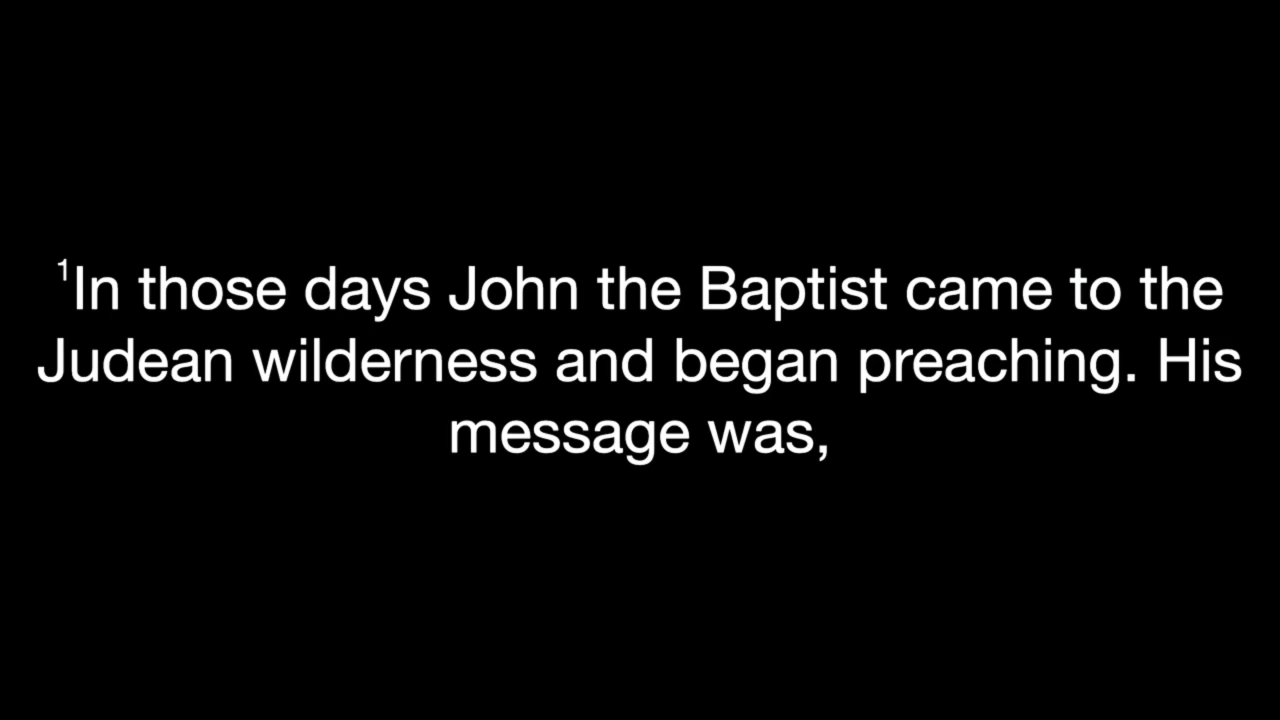 ¹In those days John the Baptist came to the
Judean wilderness and began preaching. His
message was,